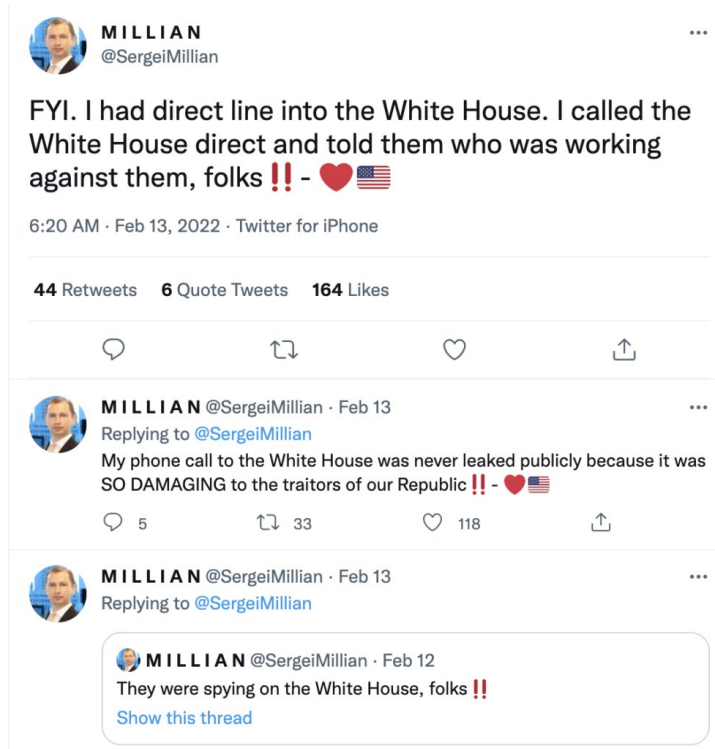 MILLIAN
@SergeiMillian
FYI. I had direct line into the White House. I called the
White House direct and told them who was working
against them, folks‼️ - ❤️🇺🇸
6:20 AM · Feb 13, 2022 · Twitter for iPhone
44 Retweets 6 Quote Tweets 164 Likes
MILLIAN @SergeiMillian · Feb 13
Replying to @SergeiMillian
My phone call to the White House was never leaked publicly because it was
SO DAMAGING to the traitors of our Republic‼️ - ❤️🇺🇸
5 33 118
MILLIAN @SergeiMillian · Feb 13
Replying to @SergeiMillian
MILLIAN @SergeiMillian · Feb 12
They were spying on the White House, folks‼️
Show this thread